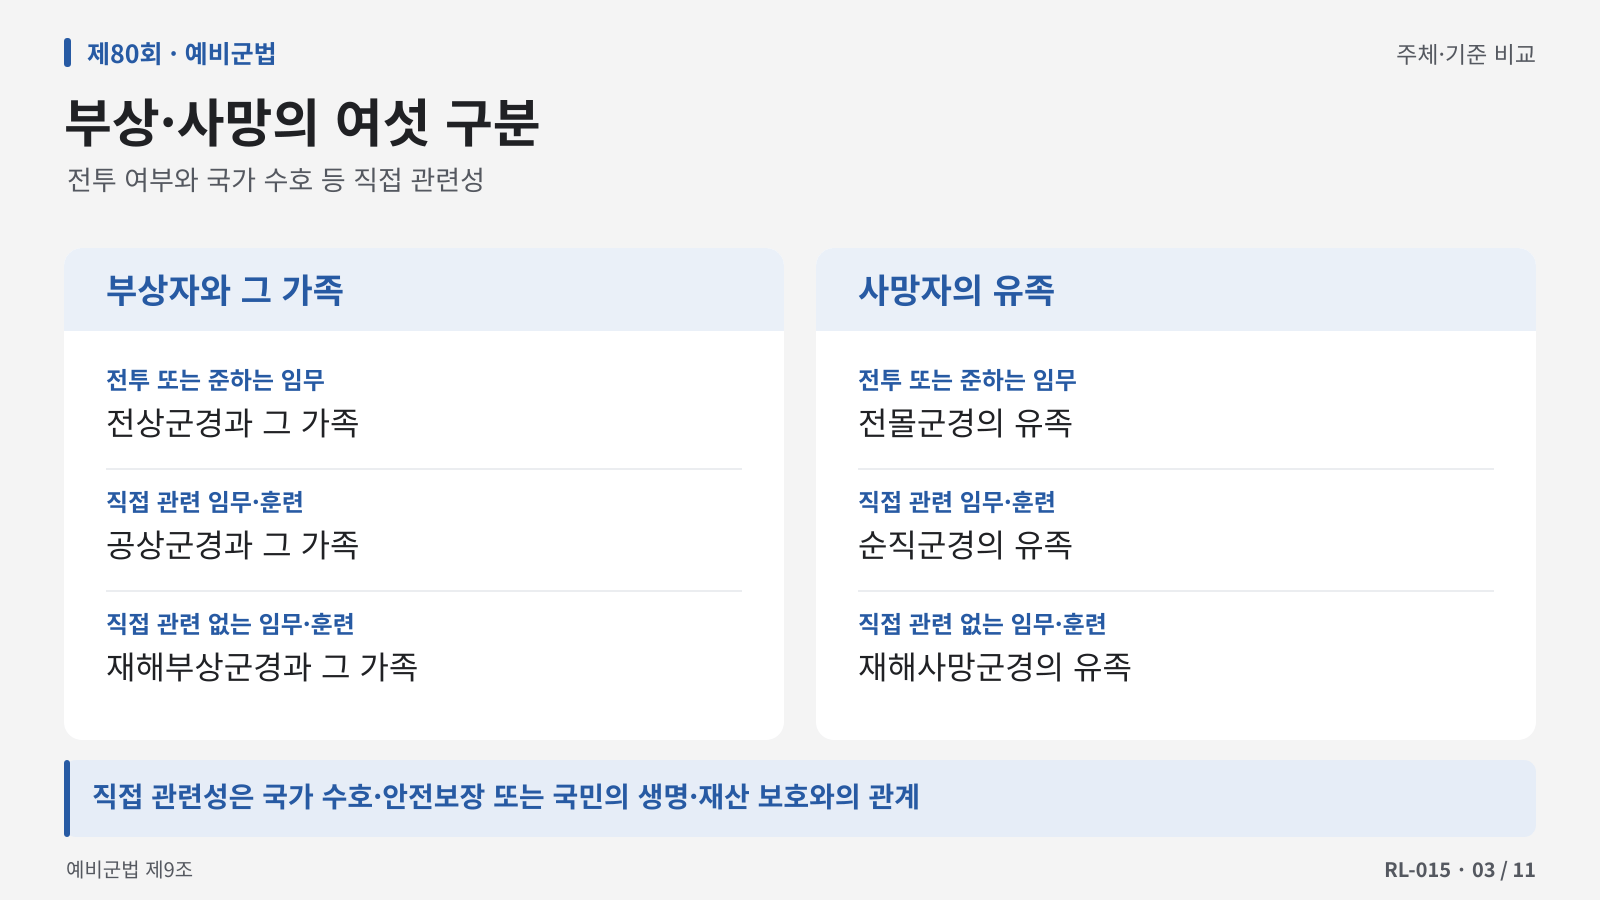 제80회 · 예비군법
주체·기준 비교
부상·사망의 여섯 구분
전투 여부와 국가 수호 등 직접 관련성
부상자와 그 가족
전투 또는 준하는 임무
전상군경과 그 가족
직접 관련 임무·훈련
공상군경과 그 가족
직접 관련 없는 임무·훈련
재해부상군경과 그 가족
사망자의 유족
전투 또는 준하는 임무
전몰군경의 유족
직접 관련 임무·훈련
순직군경의 유족
직접 관련 없는 임무·훈련
재해사망군경의 유족
직접 관련성은 국가 수호·안전보장 또는 국민의 생명·재산 보호와의 관계
예비군법 제9조
RL-015 · 03 / 11